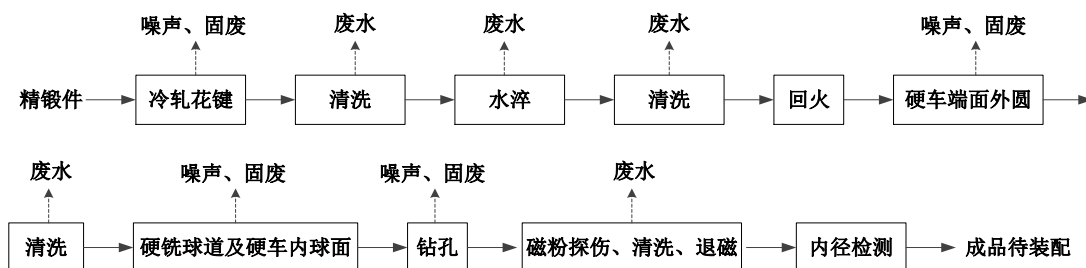 噪声、固废 废水 废水 废水 噪声、固废
精锻件 冷轧花键 清洗 水淬 清洗 回火 硬车端面外圆
废水 噪声、固废 噪声、固废 废水
清洗 硬铣球道及硬车内球面 钻孔 磁粉探伤、清洗、退磁 内径检测 成品待装配